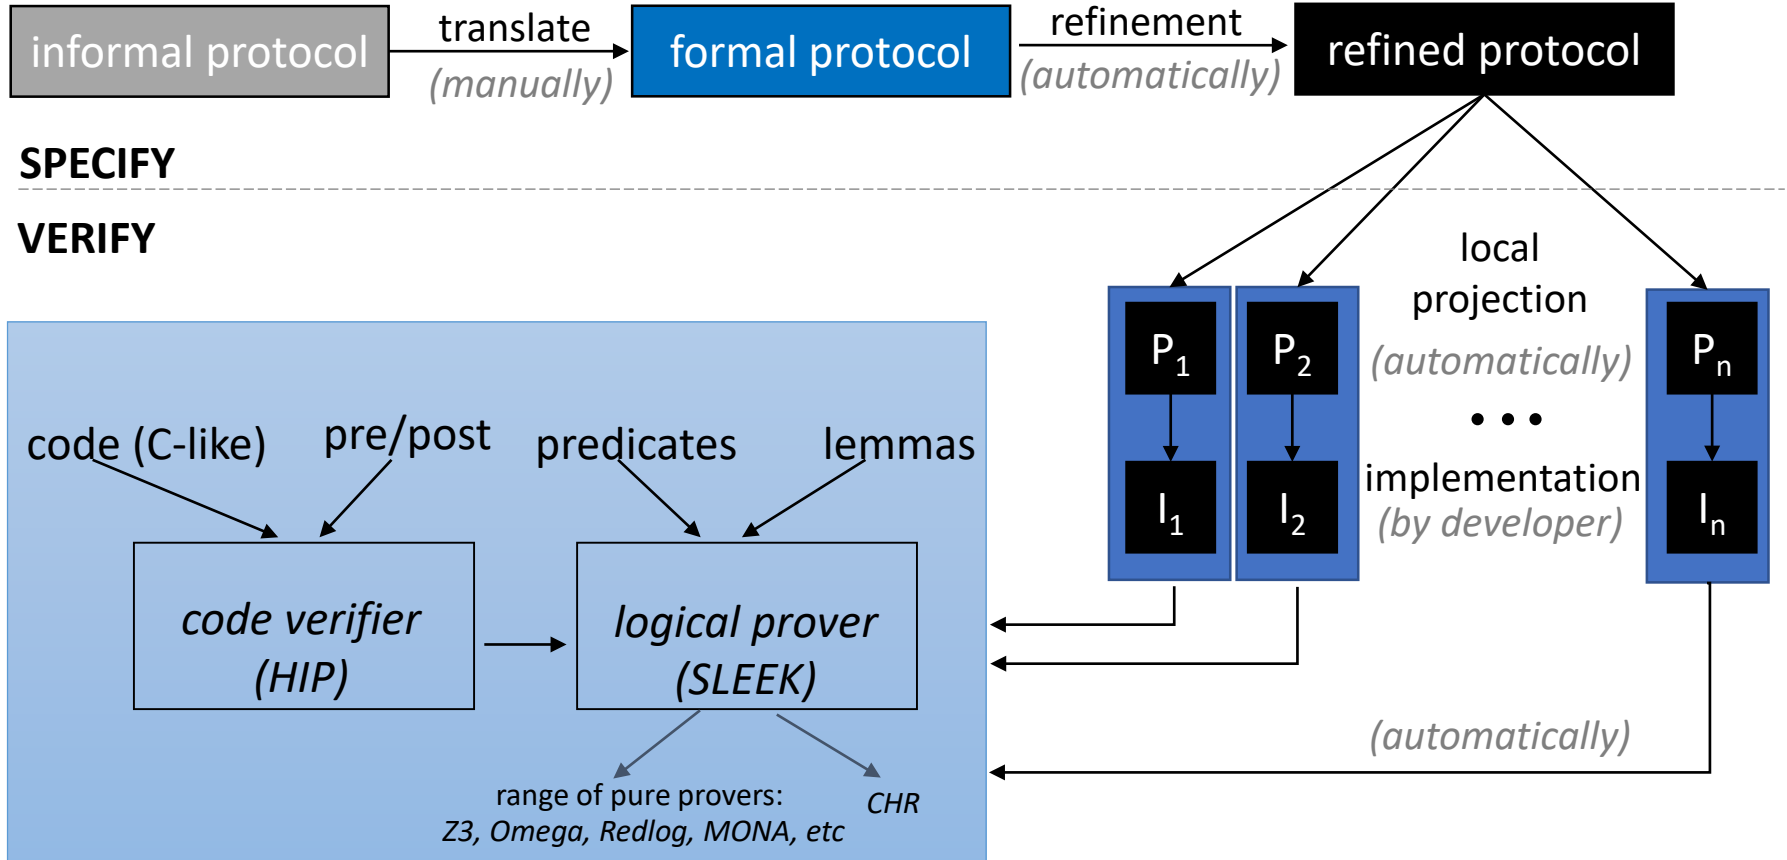 informal protocol
translate
(manually)
formal protocol
refinement
(automatically)
refined protocol
SPECIFY
VERIFY
local
projection
(automatically)
• • •
implementation
(by developer)
P₁
P₂
Pₙ
I₁
I₂
Iₙ
code (C-like)
pre/post
predicates
lemmas
code verifier
(HIP)
logical prover
(SLEEK)
(automatically)
range of pure provers:
Z3, Omega, Redlog, MONA, etc
CHR